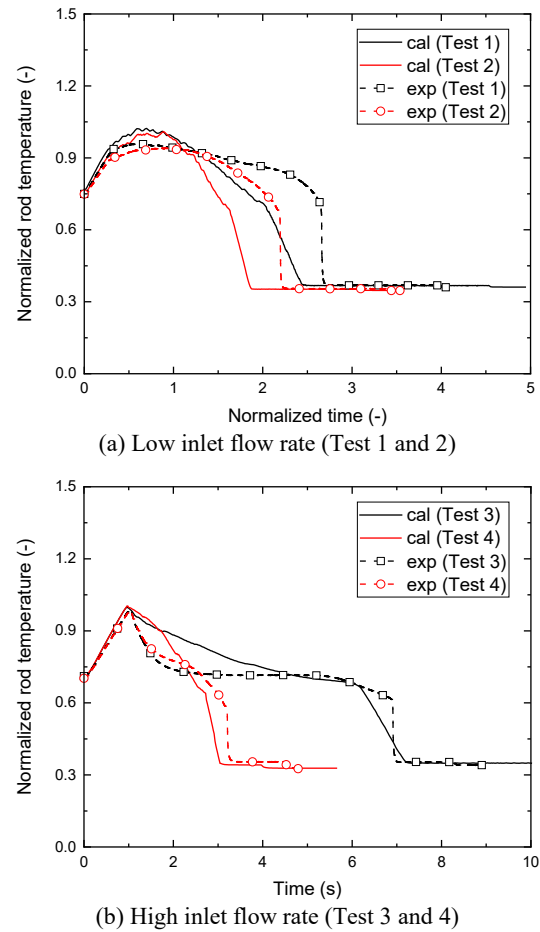 1.5
1.2
0.9
0.6
0.3
0.0
Normalized rod temperature (-)
cal (Test 1)
cal (Test 2)
exp (Test 1)
exp (Test 2)
0 1 2 3 4 5
Normalized time (-)
(a) Low inlet flow rate (Test 1 and 2)
1.5
1.2
0.9
0.6
0.3
0.0
Normalized rod temperature (-)
cal (Test 3)
cal (Test 4)
exp (Test 3)
exp (Test 4)
0 2 4 6 8 10
Time (s)
(b) High inlet flow rate (Test 3 and 4)